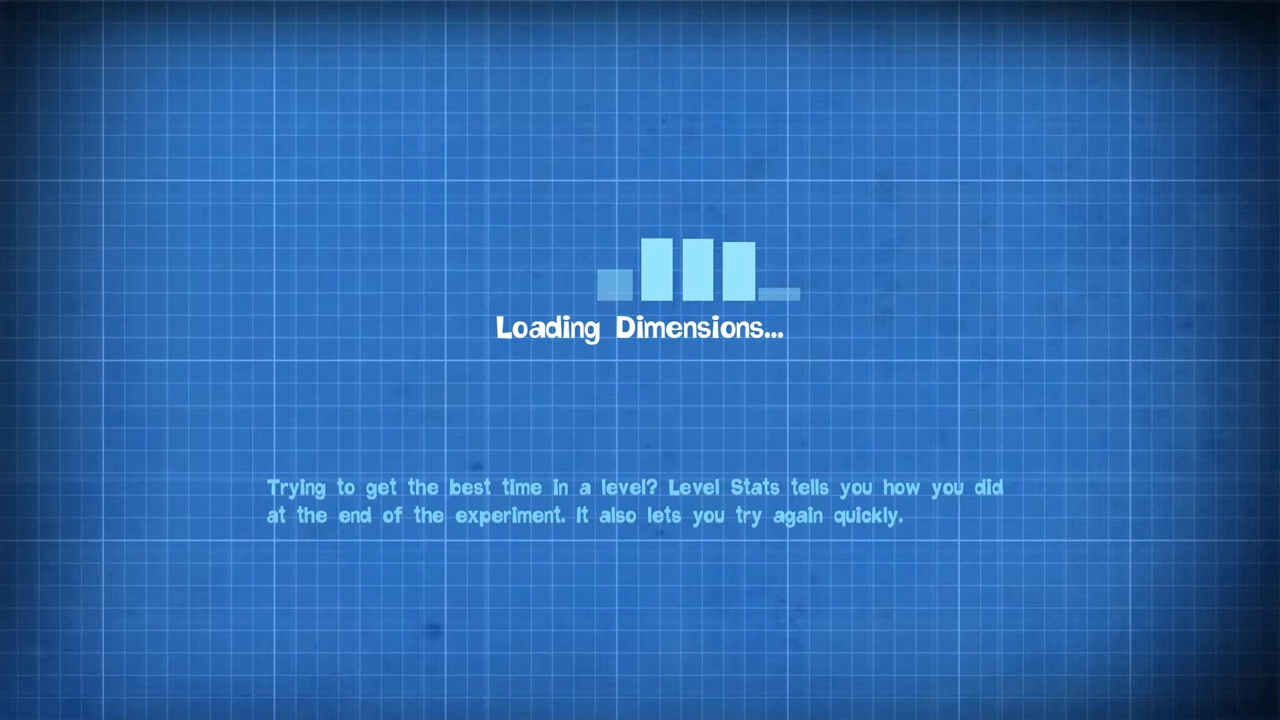 Loading Dimensions...
Trying to get the best time in a level? Level Stats tells you how you did
at the end of the experiment. It also lets you try again quickly.